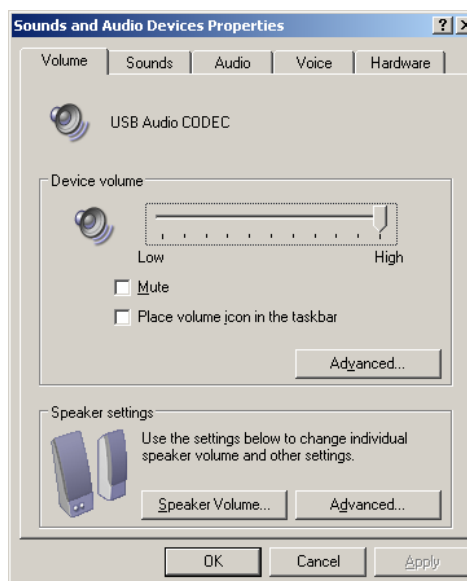 Sounds and Audio Devices Properties
Volume Sounds Audio Voice Hardware
USB Audio CODEC
Device volume
Low High
Mute
Place volume icon in the taskbar
Advanced...
Speaker settings
Use the settings below to change individual
speaker volume and other settings.
Speaker Volume... Advanced...
OK Cancel Apply